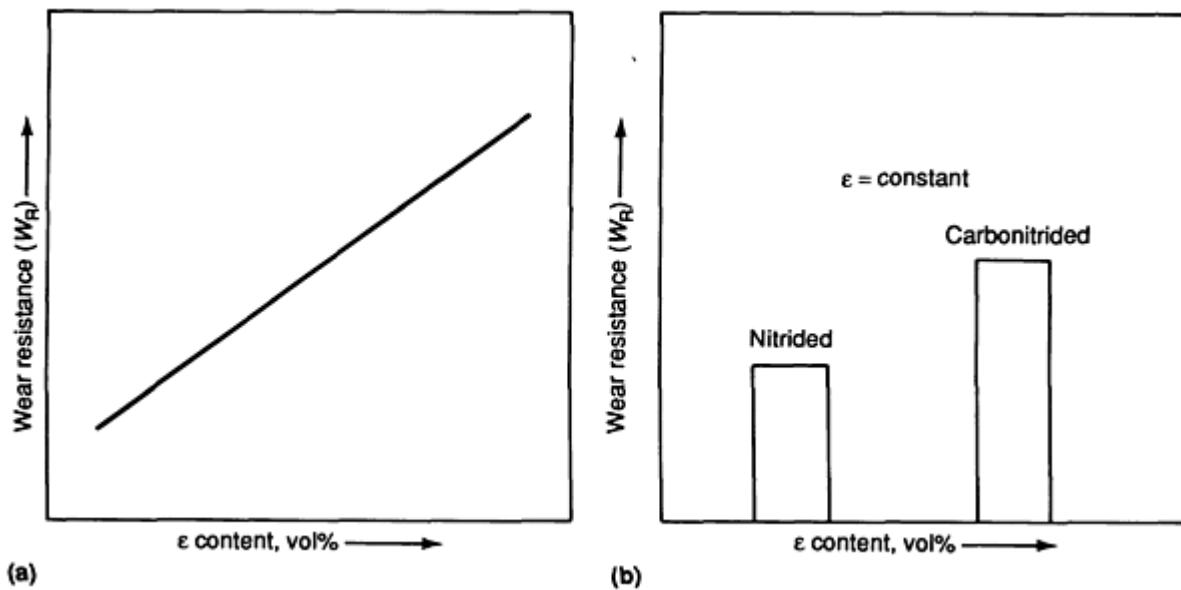 Wear resistance (W_R) →
ε content, vol% →
(a)
Wear resistance (W_R) →
ε = constant
Nitrided
Carbonitrided
ε content, vol% →
(b)